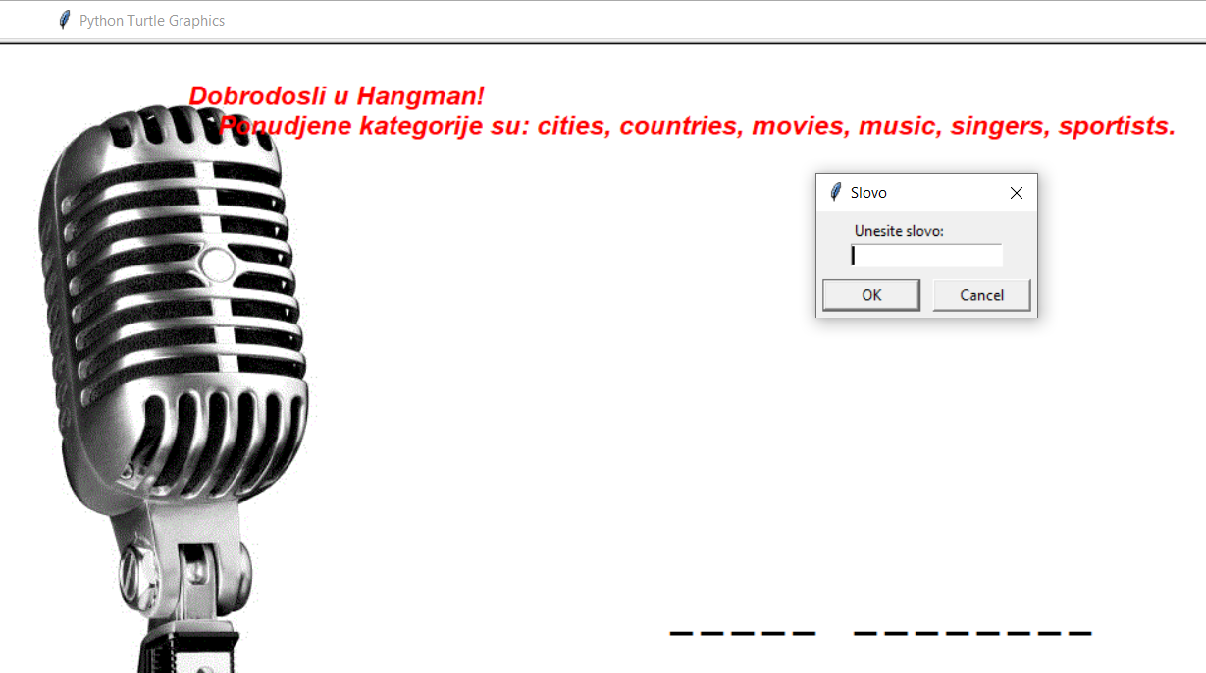 Python Turtle Graphics
Dobrodosli u Hangman!
Ponudjene kategorije su: cities, countries, movies, music, singers, sportists.
Slovo
Unesite slovo:
OK
Cancel
_ _ _ _ _   _ _ _ _ _ _ _ _